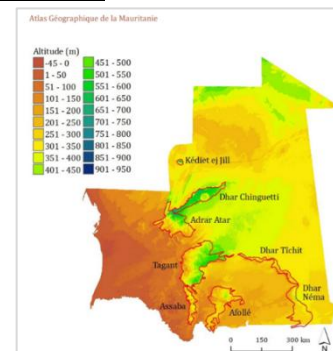 Atlas Géographique de la Mauritanie
Altitude (m)
-45 - 0 451 - 500
1 - 50 501 - 550
51 - 100 551 - 600
101 - 150 601 - 650
151 - 200 651 - 700
201 - 250 701 - 750
251 - 300 751 - 800
301 - 350 801 - 850
351 - 400 851 - 900
401 - 450 901 - 950
Kédiet ej Jill
Dhar Chinguetti
Adrar Atar
Dhar Tîchît
Tagant
Dhar
Néma
Assaba
Afollé
0 150 300 km
N